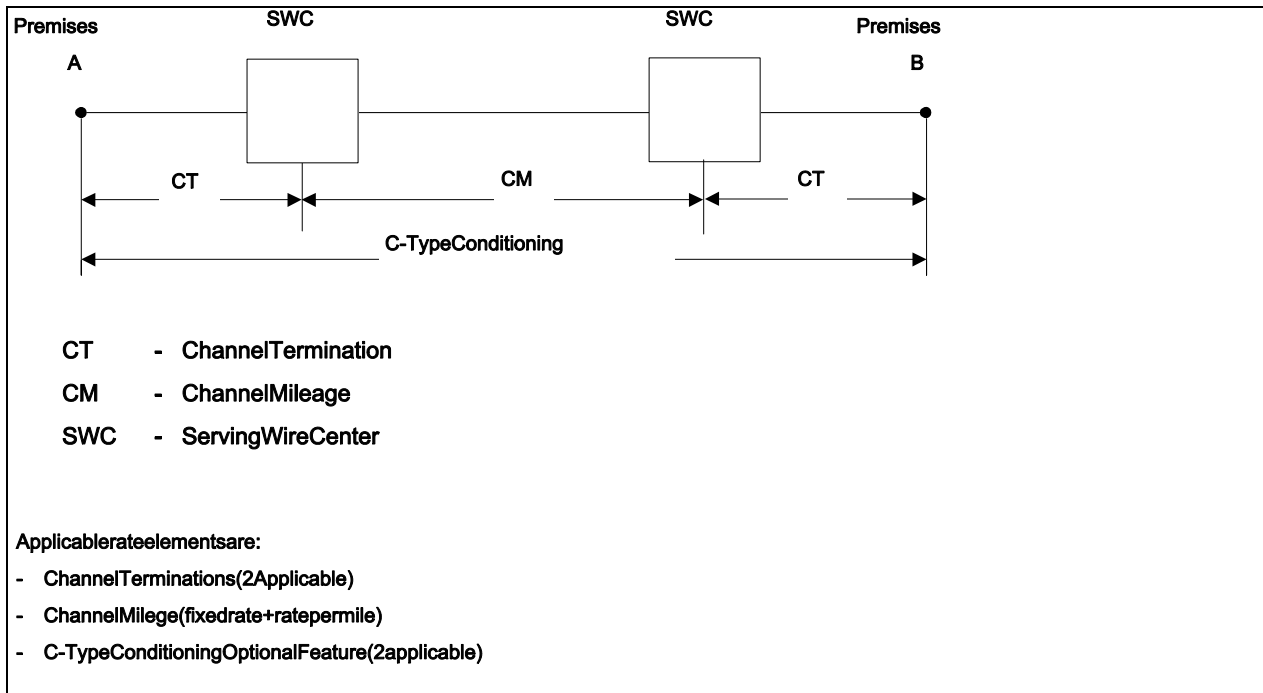 SWC SWC
Premises Premises
A B
CT CM CT
C-TypeConditioning
CT - ChannelTermination
CM - ChannelMileage
SWC - ServingWireCenter
Applicablerateelementsare:
- ChannelTerminations(2Applicable)
- ChannelMilege(fixedrate+ratepermile)
- C-TypeConditioningOptionalFeature(2applicable)